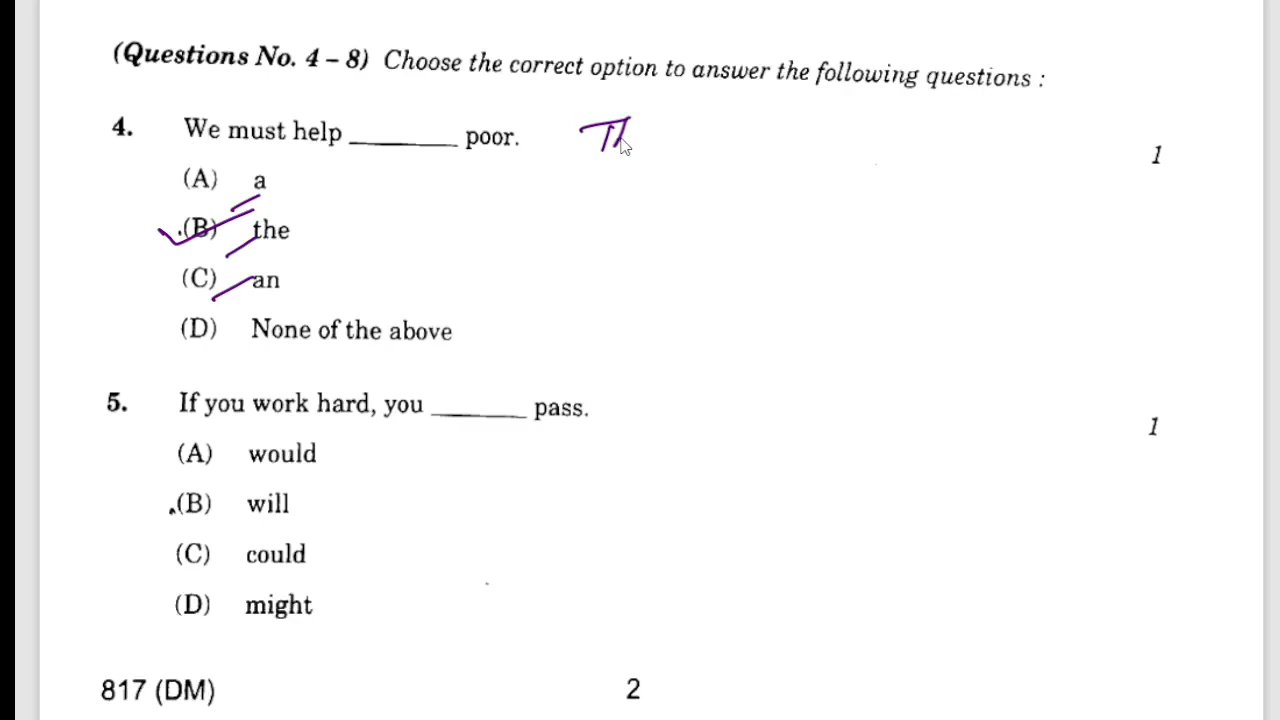 (Questions No. 4 – 8) Choose the correct option to answer the following questions :
4. We must help ________ poor. Th 1
(A) a
(B) the
(C) an
(D) None of the above
5. If you work hard, you _______ pass. 1
(A) would
(B) will
(C) could
(D) might
817 (DM) 2